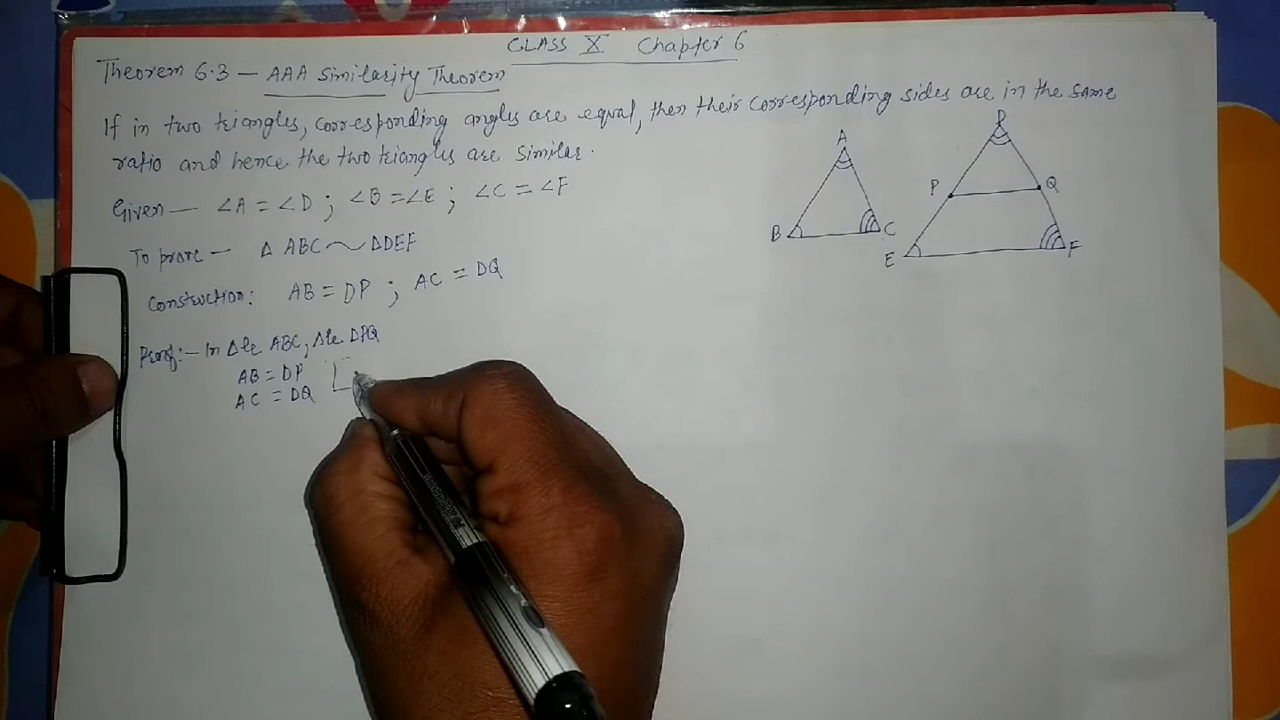 CLASS X Chapter 6
Theorem 6.3 — AAA Similarity Theorem
If in two triangles, corresponding angles are equal, then their corresponding sides are in the same
ratio and hence the two triangles are similar.
Given — ∠A = ∠D ; ∠B = ∠E ; ∠C = ∠F
To prove — Δ ABC ~ ΔDEF
Construction: AB = DP ; AC = DQ
Proof:- In Δle ABC, Δle DPQ
AB = DP
AC = DQ
A
B
C
D
P
Q
E
F